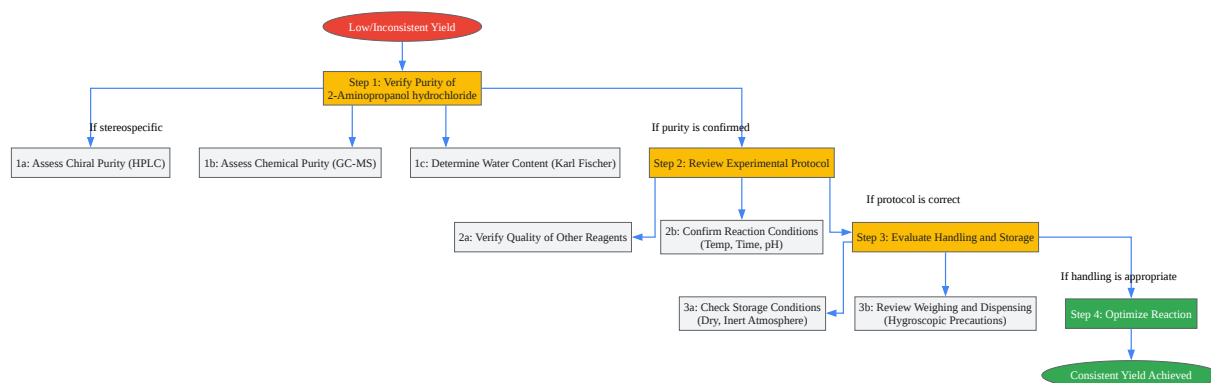 Low/Inconsistent Yield
Step 1: Verify Purity of
2-Aminopropanol hydrochloride
If stereospecific
If purity is confirmed
1a: Assess Chiral Purity (HPLC)
1b: Assess Chemical Purity (GC-MS)
1c: Determine Water Content (Karl Fischer)
Step 2: Review Experimental Protocol
If protocol is correct
2a: Verify Quality of Other Reagents
2b: Confirm Reaction Conditions
(Temp, Time, pH)
Step 3: Evaluate Handling and Storage
If handling is appropriate
3a: Check Storage Conditions
(Dry, Inert Atmosphere)
3b: Review Weighing and Dispensing
(Hygroscopic Precautions)
Step 4: Optimize Reaction
Consistent Yield Achieved